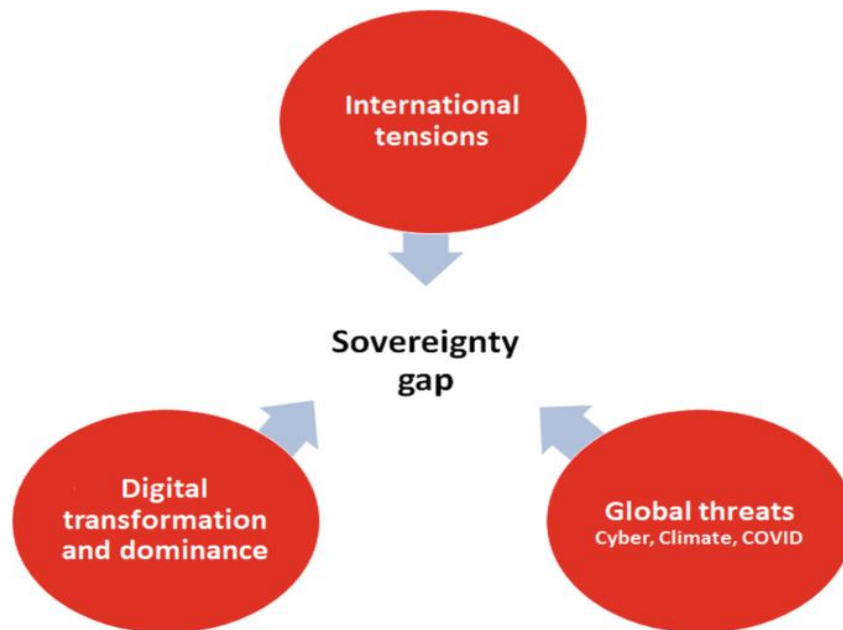 International
tensions
Sovereignty
gap
Digital
transformation
and dominance
Global threats
Cyber, Climate, COVID